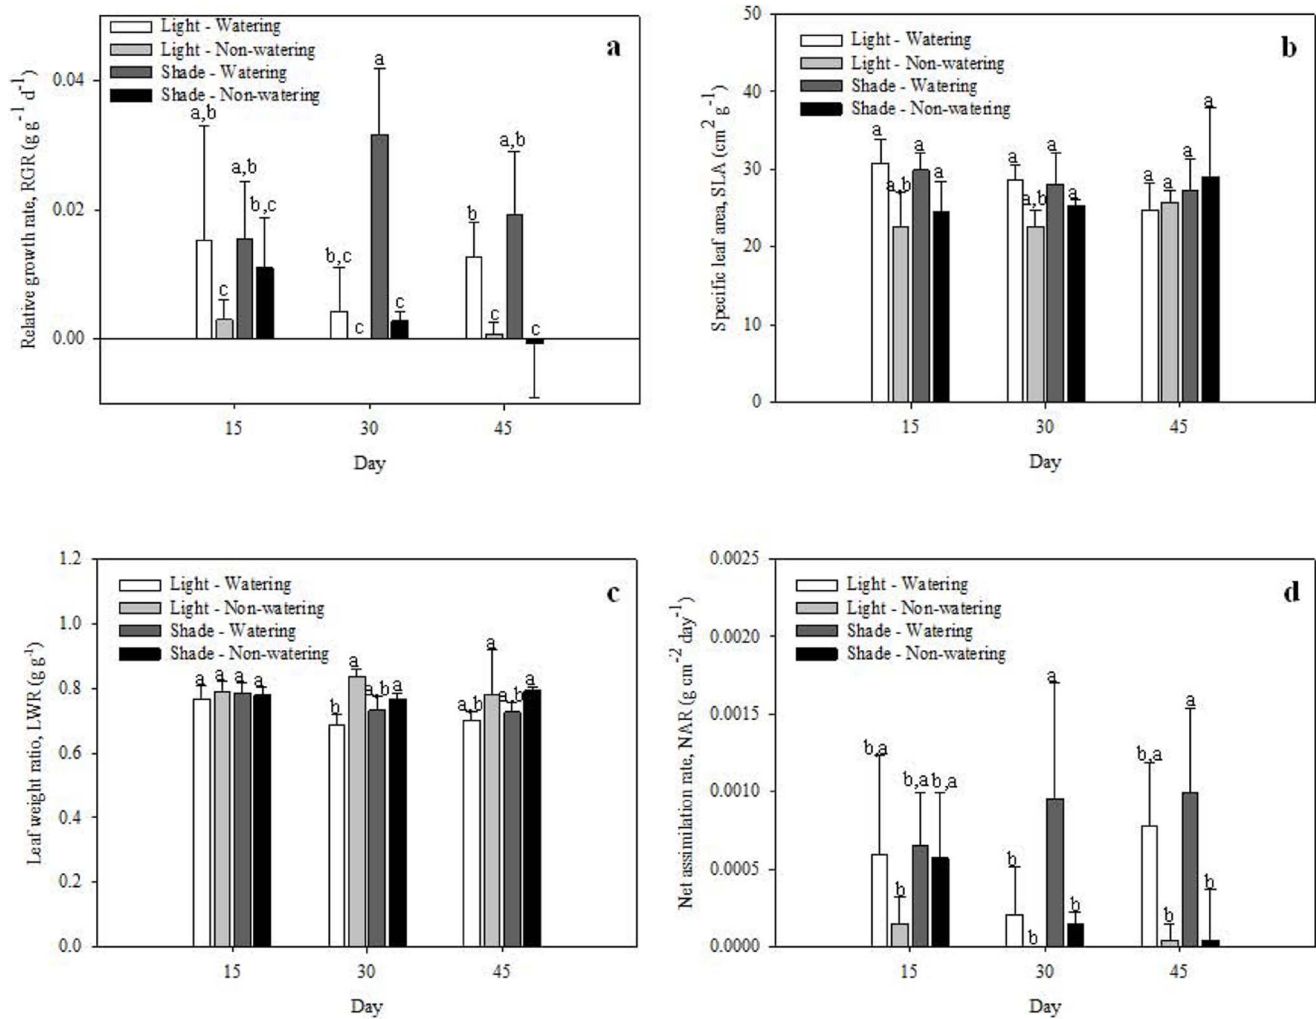 Light - Watering
Light - Non-watering
Shade - Watering
Shade - Non-watering
a
Relative growth rate, RGR (g g⁻¹ d⁻¹)
0.04
0.02
0.00
a,b
c
a,b
b,c
b,c
c
a
c
b
c
a,b
c
15
30
45
Day
Light - Watering
Light - Non-watering
Shade - Watering
Shade - Non-watering
b
Specific leaf area, SLA (cm² g⁻¹)
50
40
30
20
10
0
a
a,b
a
a
a
a,b
a
a
a
a
a
a
15
30
45
Day
Light - Watering
Light - Non-watering
Shade - Watering
Shade - Non-watering
c
Leaf weight ratio, LWR (g g⁻¹)
1.2
1.0
0.8
0.6
0.4
0.2
0.0
a
a
a
a
b
a
a,b
a
a,b
a
a,b
a
15
30
45
Day
Light - Watering
Light - Non-watering
Shade - Watering
Shade - Non-watering
d
Net assimilation rate, NAR (g cm⁻² day⁻¹)
0.0025
0.0020
0.0015
0.0010
0.0005
0.0000
b,a
b
b,a
b,a
b
b
a
b
b,a
b
a
b
15
30
45
Day